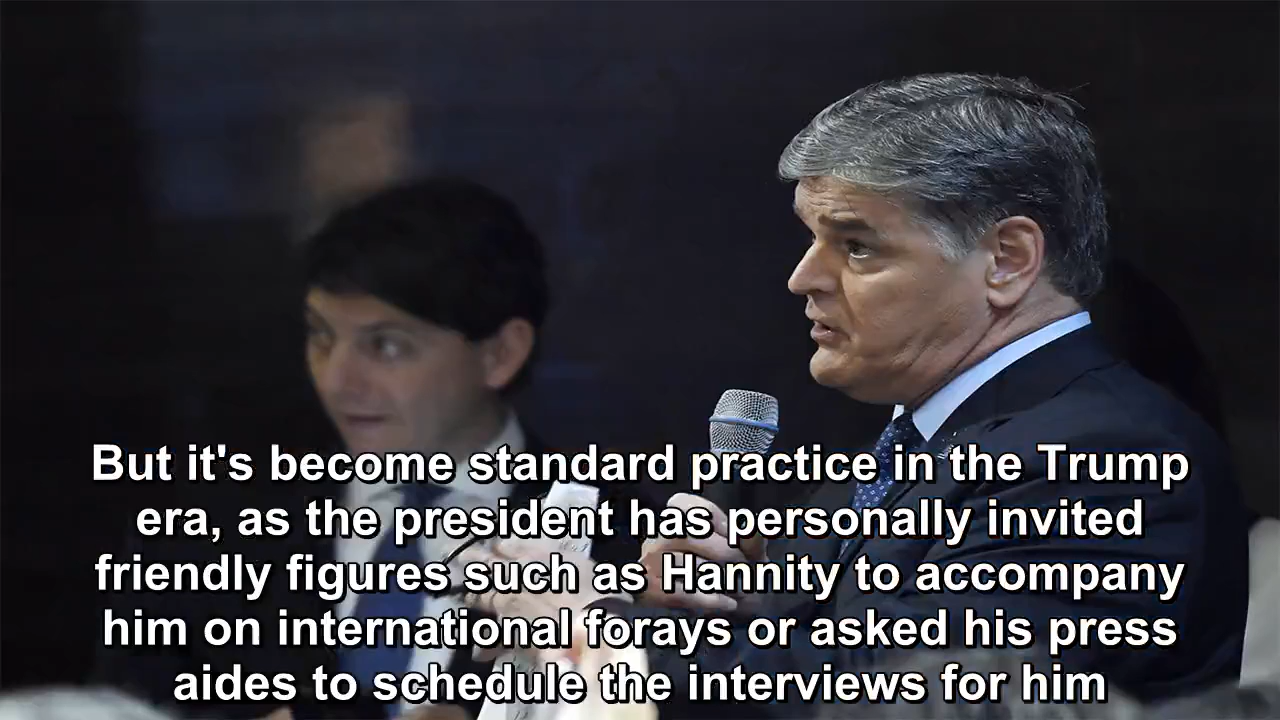 But it's become standard practice in the Trump
era, as the president has personally invited
friendly figures such as Hannity to accompany
him on international forays or asked his press
aides to schedule the interviews for him